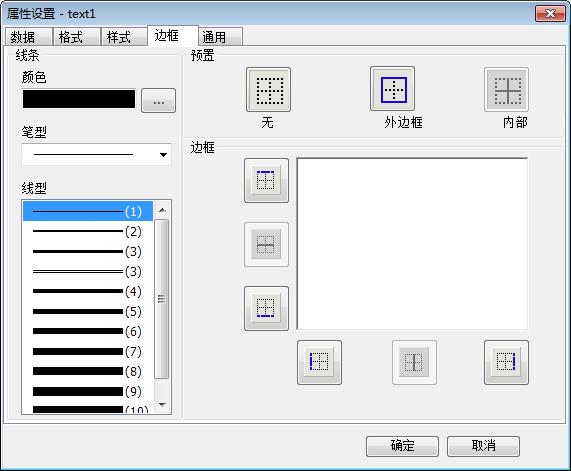 属性设置 - text1
数据 格式 样式 边框 通用
线条
颜色
...
笔型
线型
(1)
(2)
(3)
(3)
(4)
(5)
(6)
(7)
(8)
(9)
(10)
预置
无 外边框 内部
边框
确定 取消